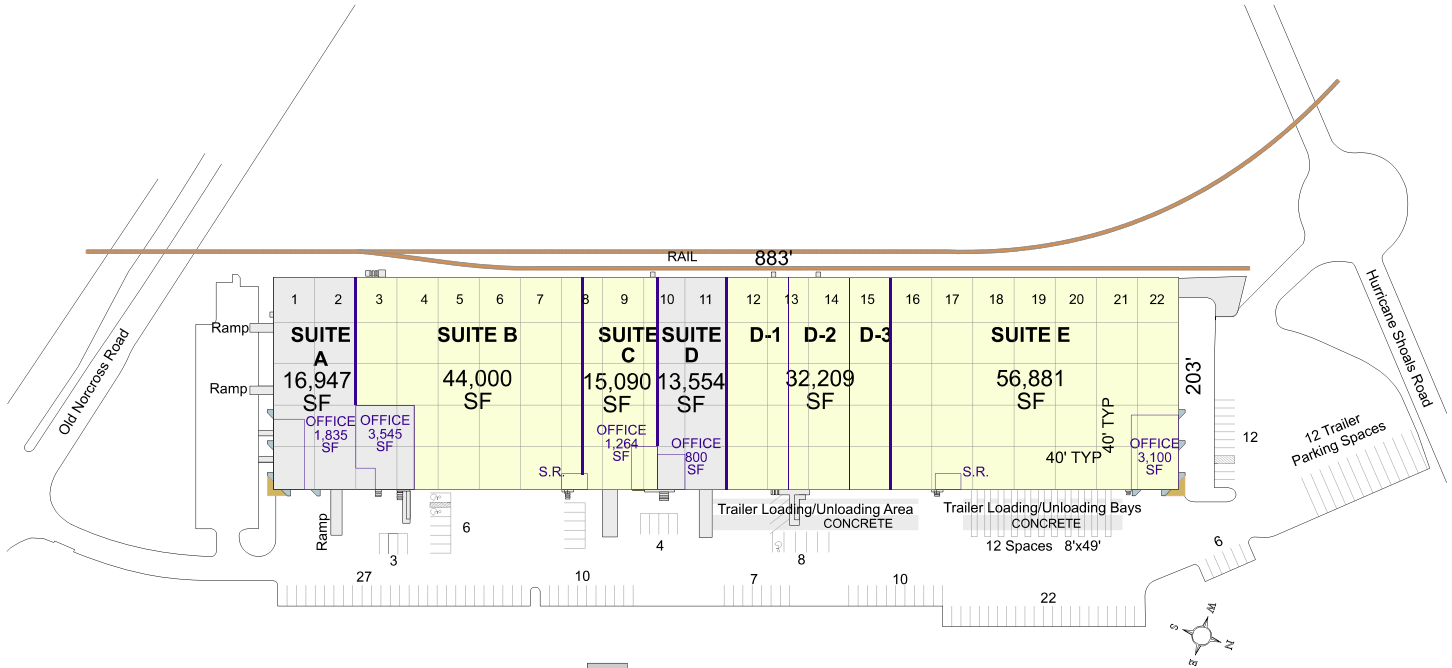 RAIL
883'
1 2 3 4 5 6 7 8 9 10 11 12 13 14 15 16 17 18 19 20 21 22
Ramp
SUITE
A
16,947
SF
SUITE B
44,000
SF
SUITE
C
15,090
SF
SUITE
D
13,554
SF
D-1
D-2
D-3
32,209
SF
SUITE E
56,881
SF
203'
Ramp
OFFICE
1,835
SF
OFFICE
3,545
SF
OFFICE
1,264
SF
OFFICE
800
SF
40' TYP
40' TYP
OFFICE
3,100
SF
S.R.
S.R.
Old Norcross Road
Hurricane Shoals Road
12
12 Trailer
Parking Spaces
Ramp
Trailer Loading/Unloading Area
CONCRETE
Trailer Loading/Unloading Bays
CONCRETE
12 Spaces 8'x49'
6
3
4
8
6
27
10
7
10
22
W
S
N
E